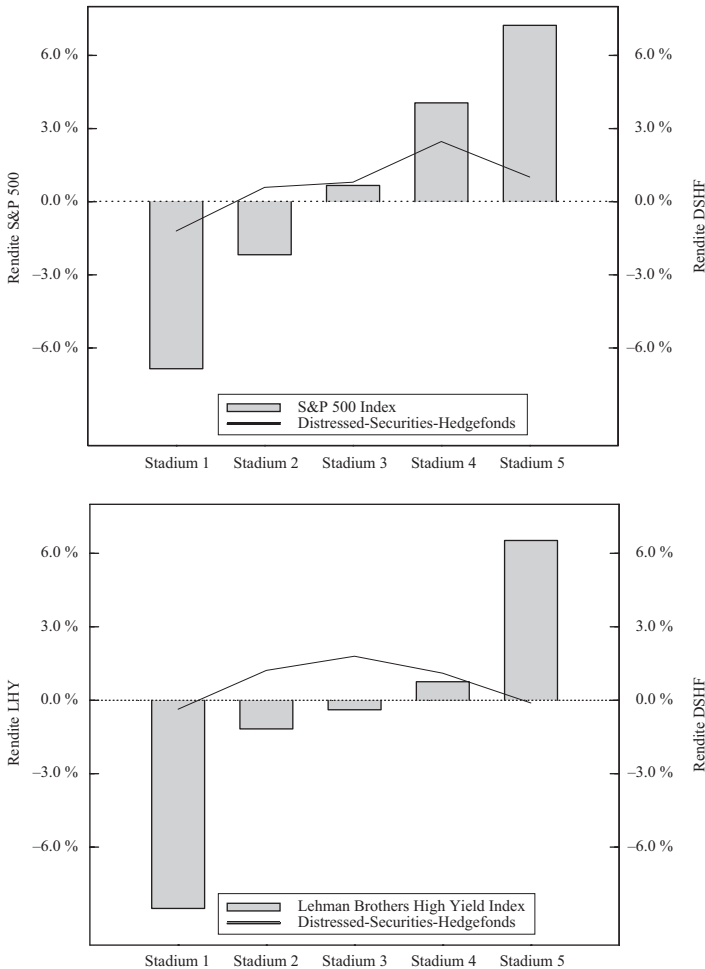 6.0 %
3.0 %
0.0 %
–3.0 %
–6.0 %
Rendite S&P 500
6.0 %
3.0 %
0.0 %
–3.0 %
–6.0 %
Rendite DSHF
S&P 500 Index
Distressed-Securities-Hedgefonds
Stadium 1 Stadium 2 Stadium 3 Stadium 4 Stadium 5
6.0 %
3.0 %
0.0 %
–3.0 %
–6.0 %
Rendite LHY
6.0 %
3.0 %
0.0 %
–3.0 %
–6.0 %
Rendite DSHF
Lehman Brothers High Yield Index
Distressed-Securities-Hedgefonds
Stadium 1 Stadium 2 Stadium 3 Stadium 4 Stadium 5